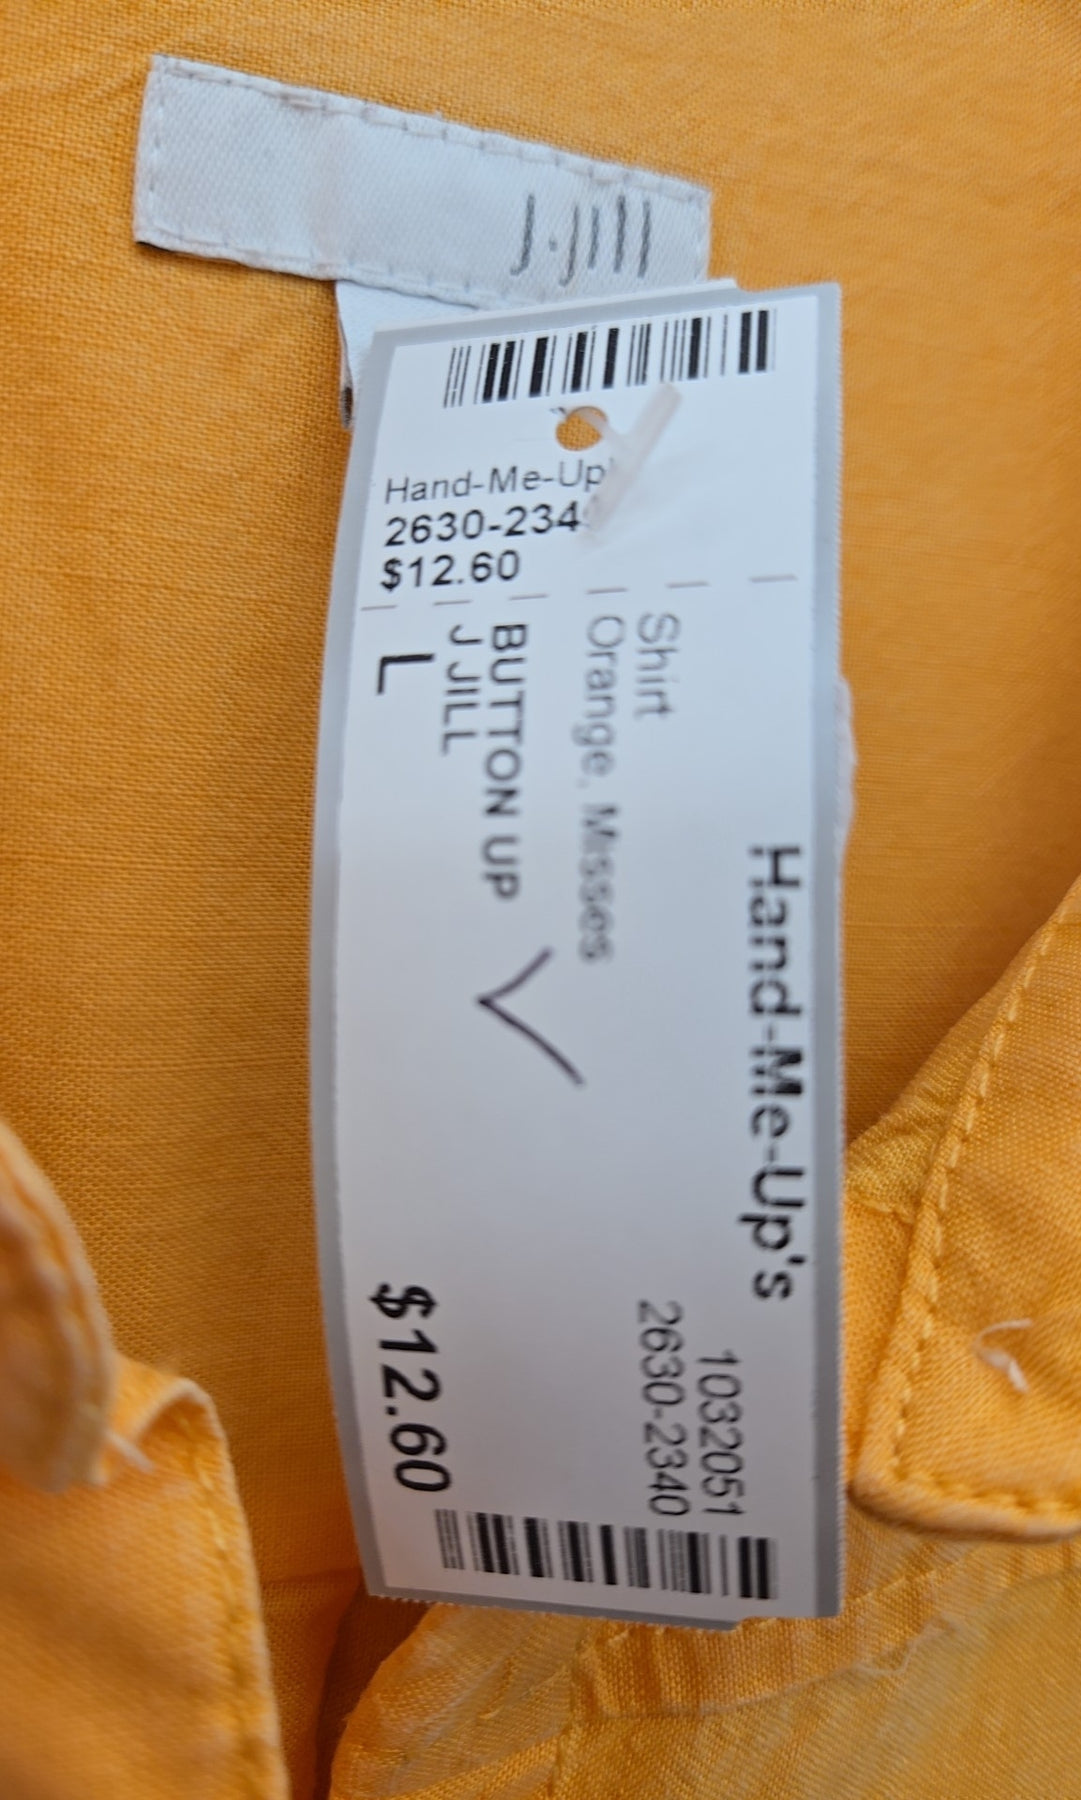 J.Jill
Hand-Me-Up
2630-234
$12.60
Hand-Me-Up's
1032051
2630-2340
Shirt
Orange, Misses
BUTTON UP
J JILL
L
$12.60